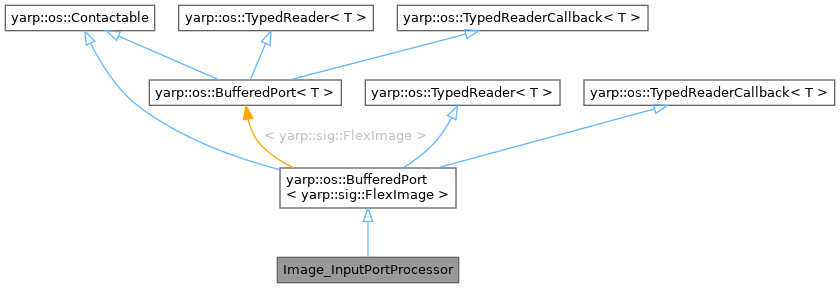 yarp::os::Contactable
yarp::os::TypedReader< T >
yarp::os::TypedReaderCallback< T >
yarp::os::BufferedPort< T >
yarp::os::TypedReader< T >
yarp::os::TypedReaderCallback< T >
< yarp::sig::FlexImage >
yarp::os::BufferedPort
< yarp::sig::FlexImage >
Image_InputPortProcessor